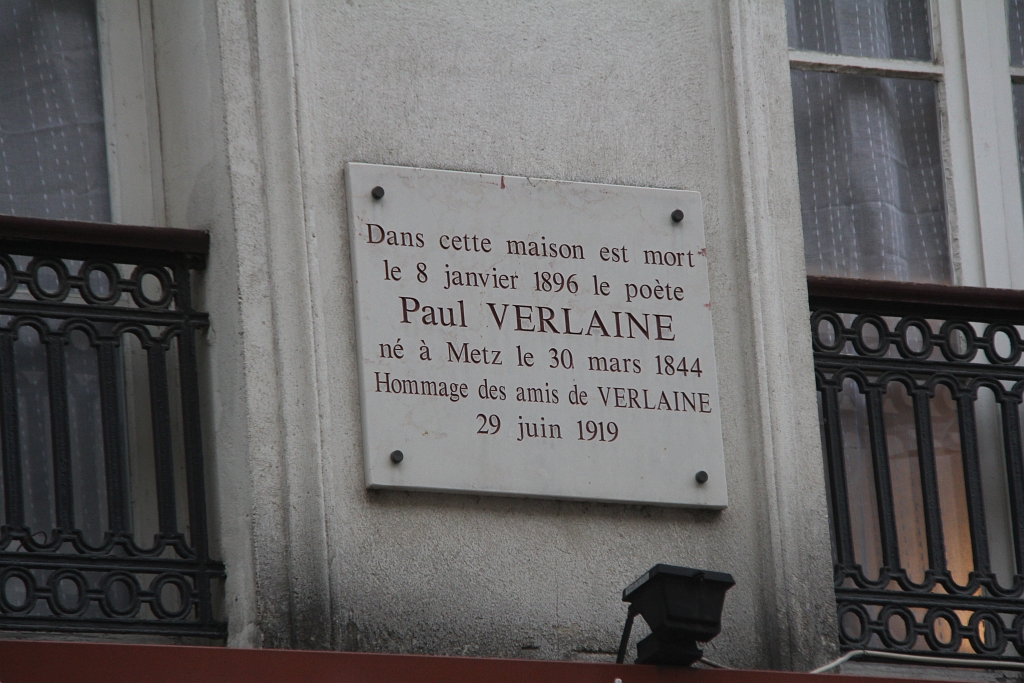 Dans cette maison est mort
le 8 janvier 1896 le poète
Paul VERLAINE
né à Metz le 30 mars 1844
Hommage des amis de VERLAINE
29 juin 1919